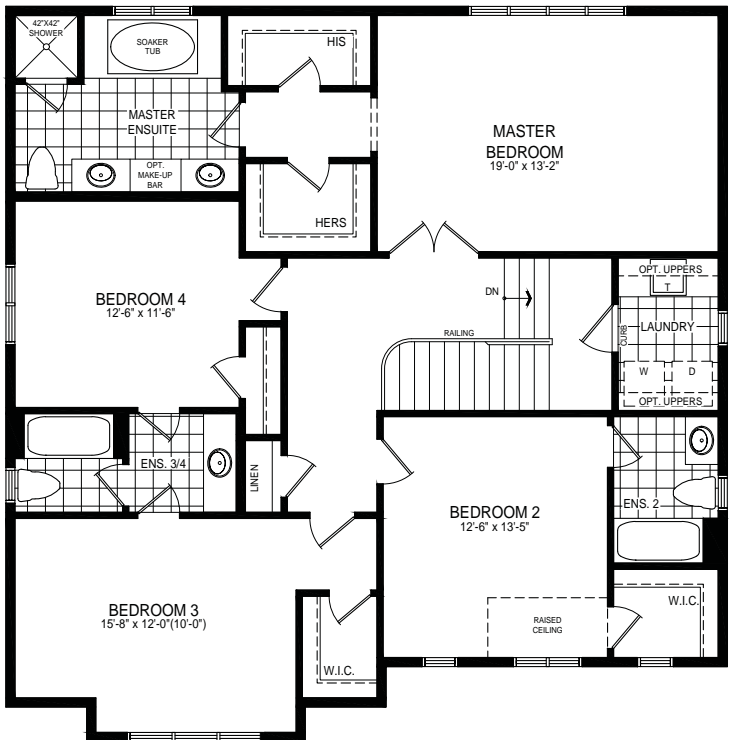 42"X42"
SHOWER
SOAKER
TUB
HIS
MASTER
ENSUITE
OPT.
MAKE-UP
BAR
HERS
MASTER
BEDROOM
19'-0" x 13'-2"
BEDROOM 4
12'-6" x 11'-6"
DN
RAILING
OPT. UPPERS
T
LAUNDRY
CURB
W
D
OPT. UPPERS
ENS. 3/4
LINEN
BEDROOM 2
12'-6" x 13'-5"
ENS. 2
BEDROOM 3
15'-8" x 12'-0"(10'-0")
W.I.C.
RAISED
CEILING
W.I.C.